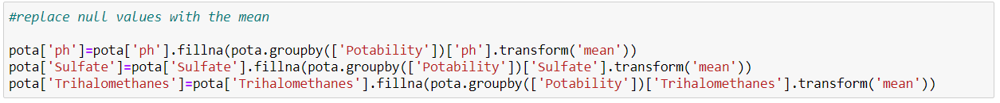 #replace null values with the mean
pota['ph']=pota['ph'].fillna(pota.groupby(['Potability'])['ph'].transform('mean'))
pota['Sulfate']=pota['Sulfate'].fillna(pota.groupby(['Potability'])['Sulfate'].transform('mean'))
pota['Trihalomethanes']=pota['Trihalomethanes'].fillna(pota.groupby(['Potability'])['Trihalomethanes'].transform('mean'))